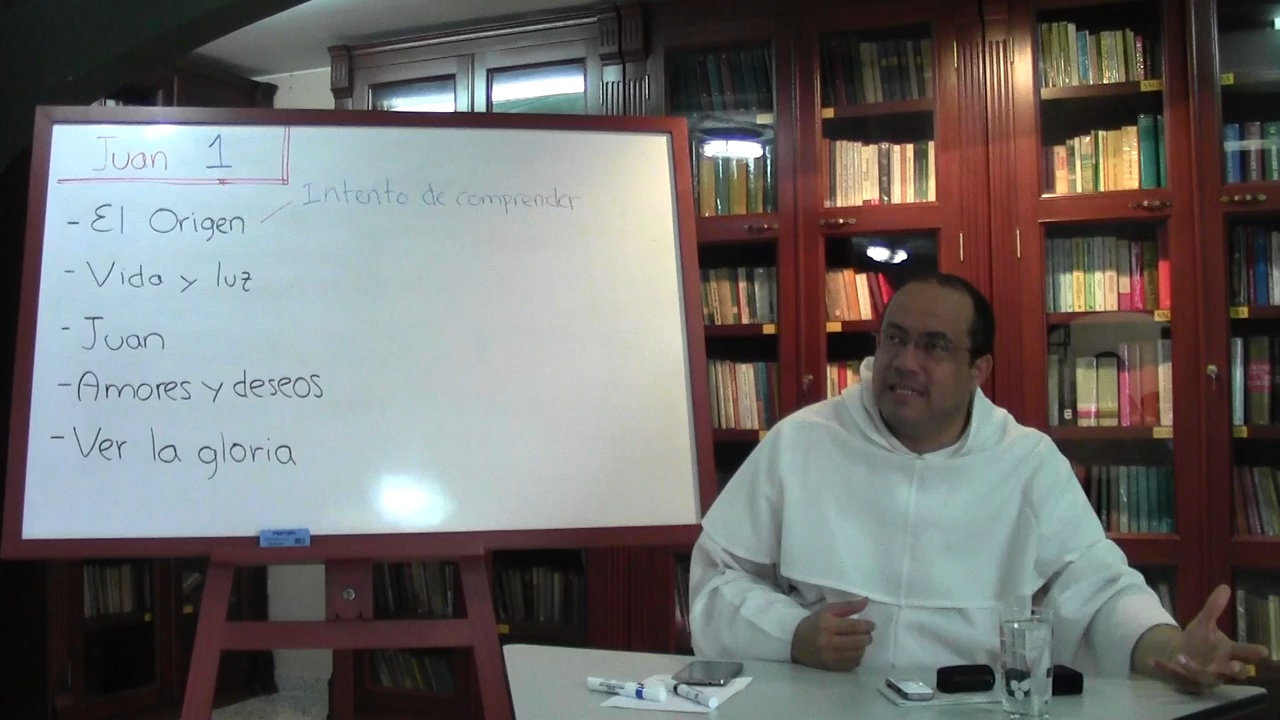 Juan 1
Intento de comprender
- El Origen
- Vida y luz
- Juan
- Amores y deseos
- Ver la gloria